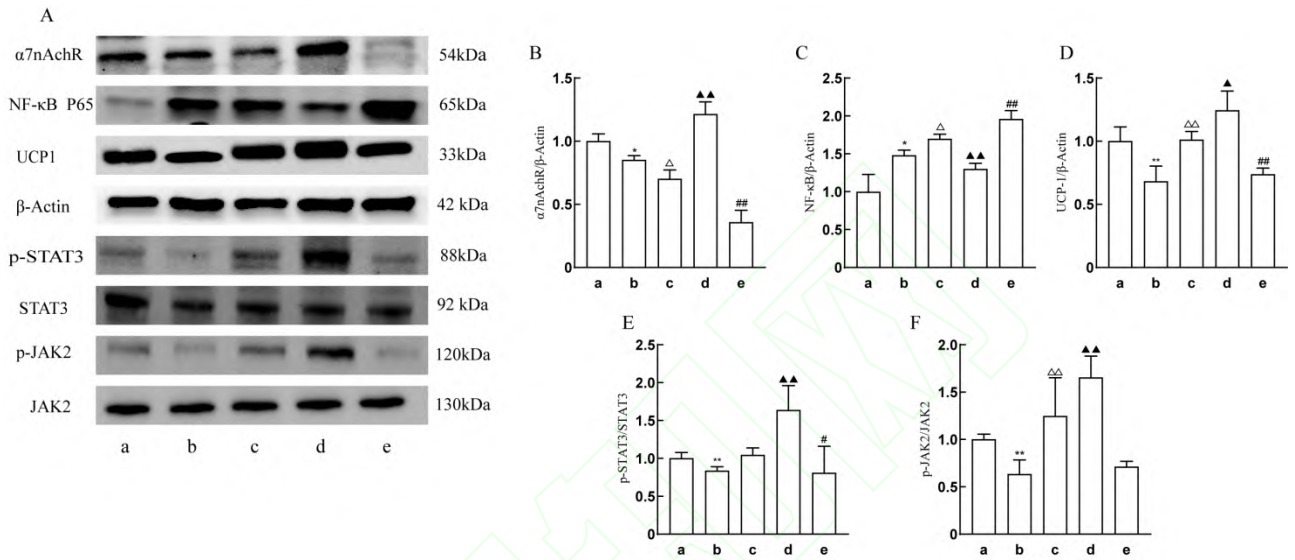 A
α7nAchR 54kDa
NF-κB P65 65kDa
UCP1 33kDa
β-Actin 42 kDa
p-STAT3 88kDa
STAT3 92 kDa
p-JAK2 120kDa
JAK2 130kDa
a b c d e
B
α7nAchR/β-Actin
1.5
1.0
0.5
0
* △ ▲▲ ##
a b c d e
C
NF-κB/β-Actin
2.5
2.0
1.5
1.0
0.5
0
* △ ▲▲ ##
a b c d e
D
UCP-1/β-Actin
1.5
1.0
0.5
0
** △△ ▲ ##
a b c d e
E
p-STAT3/STAT3
2.5
2.0
1.5
1.0
0.5
0
** ▲▲ #
a b c d e
F
p-JAK2/JAK2
2.0
1.5
1.0
0.5
0
** △△ ▲▲
a b c d e